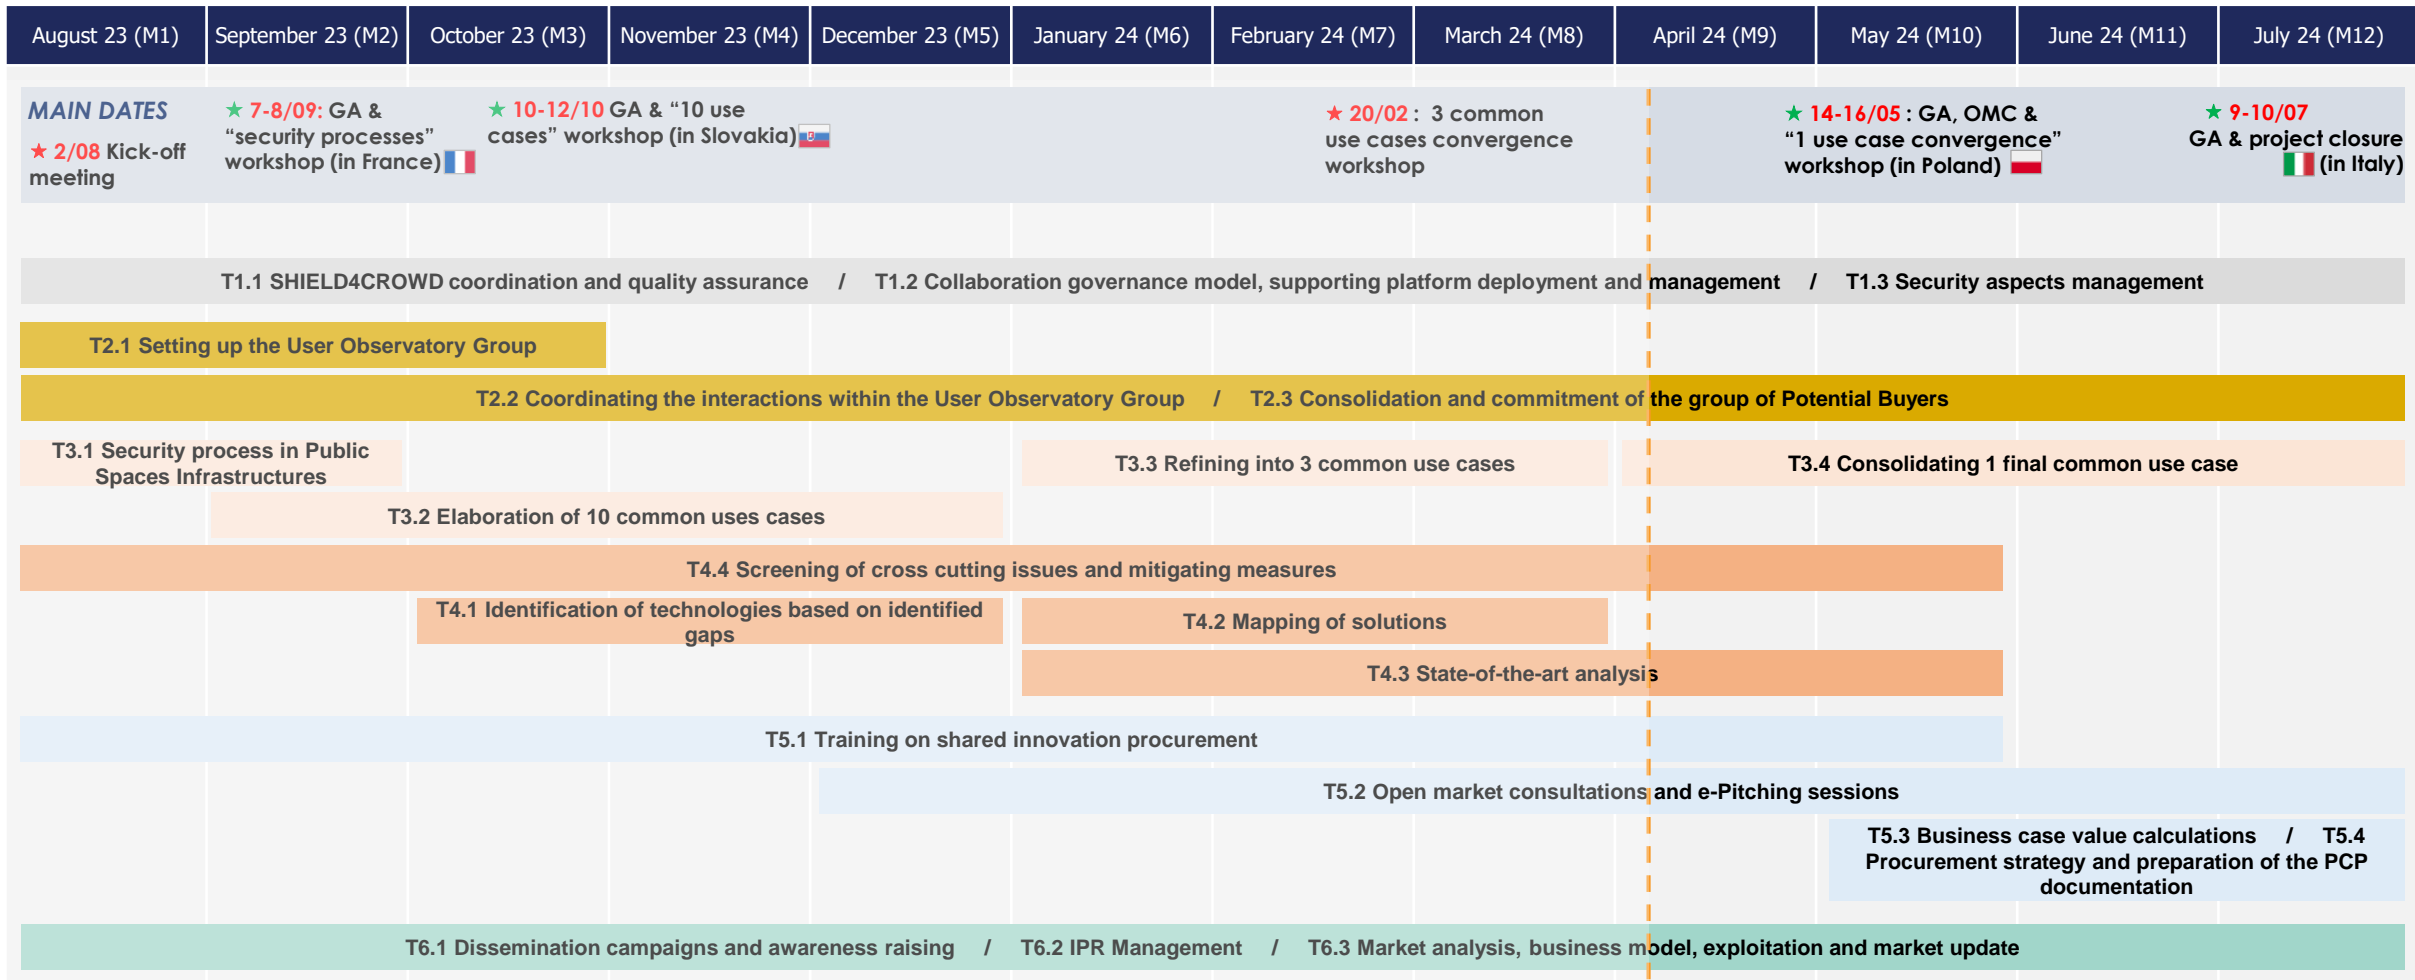 August 23 (M1)
September 23 (M2)
October 23 (M3)
November 23 (M4)
December 23 (M5)
January 24 (M6)
February 24 (M7)
March 24 (M8)
April 24 (M9)
May 24 (M10)
June 24 (M11)
July 24 (M12)
MAIN DATES
★ 2/08 Kick-off
meeting
★ 7-8/09: GA &
“security processes”
workshop (in France)
★ 10-12/10 GA & “10 use
cases” workshop (in Slovakia)
★ 20/02 : 3 common
use cases convergence
workshop
★ 14-16/05 : GA, OMC &
“1 use case convergence”
workshop (in Poland)
★ 9-10/07
GA & project closure
(in Italy)
T1.1 SHIELD4CROWD coordination and quality assurance / T1.2 Collaboration governance model, supporting platform deployment and management / T1.3 Security aspects management
T2.1 Setting up the User Observatory Group
T2.2 Coordinating the interactions within the User Observatory Group / T2.3 Consolidation and commitment of the group of Potential Buyers
T3.1 Security process in Public
Spaces Infrastructures
T3.3 Refining into 3 common use cases
T3.4 Consolidating 1 final common use case
T3.2 Elaboration of 10 common uses cases
T4.4 Screening of cross cutting issues and mitigating measures
T4.1 Identification of technologies based on identified
gaps
T4.2 Mapping of solutions
T4.3 State-of-the-art analysis
T5.1 Training on shared innovation procurement
T5.2 Open market consultations and e-Pitching sessions
T5.3 Business case value calculations / T5.4
Procurement strategy and preparation of the PCP
documentation
T6.1 Dissemination campaigns and awareness raising / T6.2 IPR Management / T6.3 Market analysis, business model, exploitation and market update